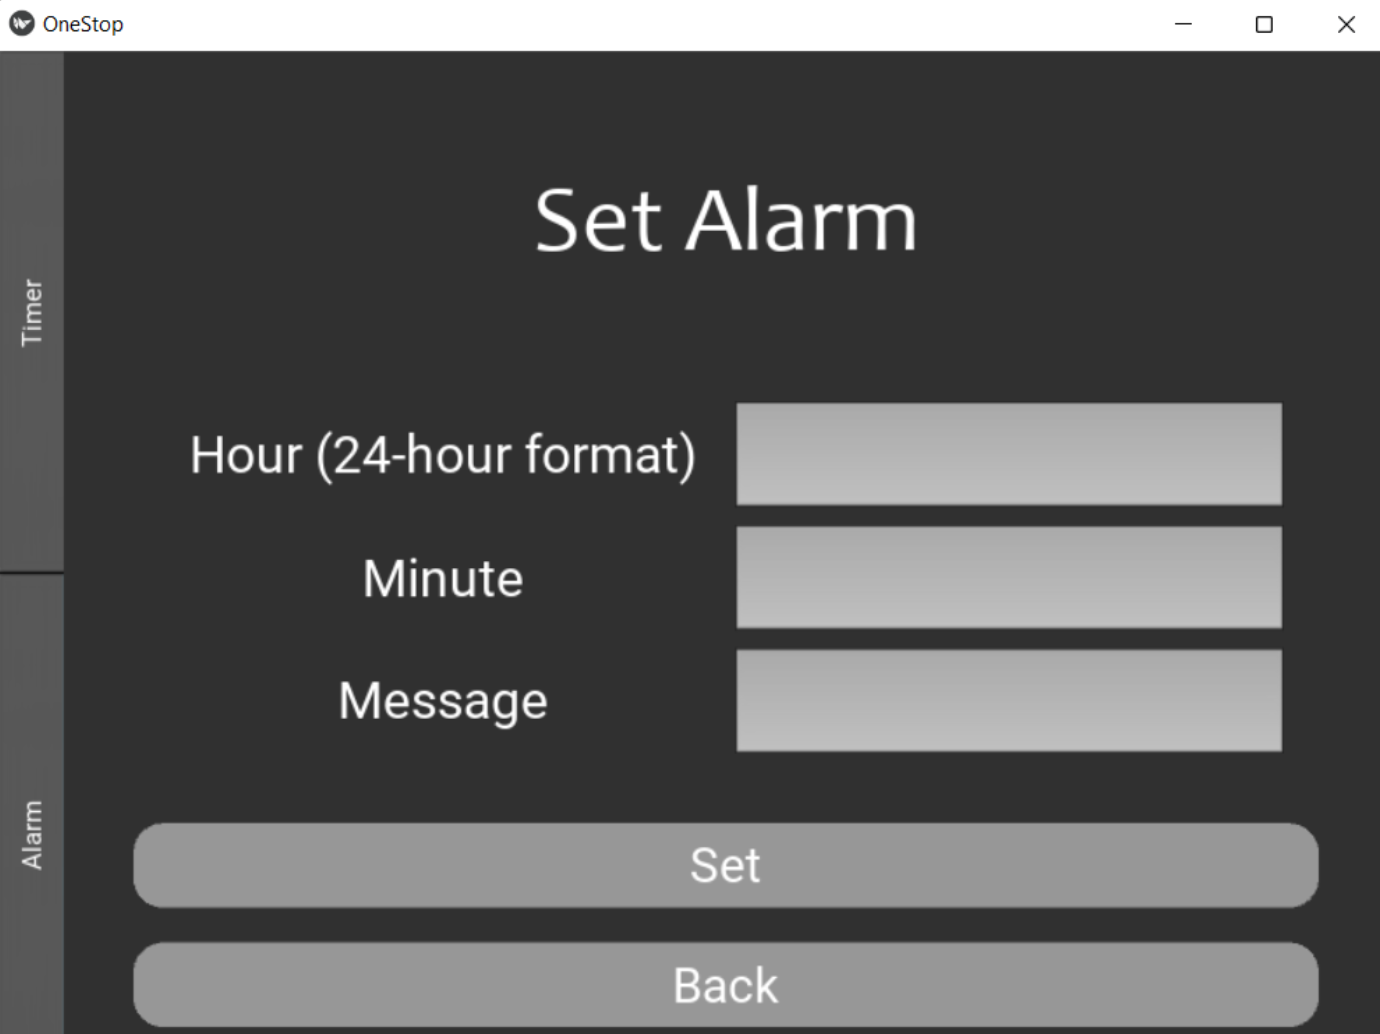 OneStop
Timer
Alarm
Set Alarm
Hour (24-hour format)
Minute
Message
Set
Back